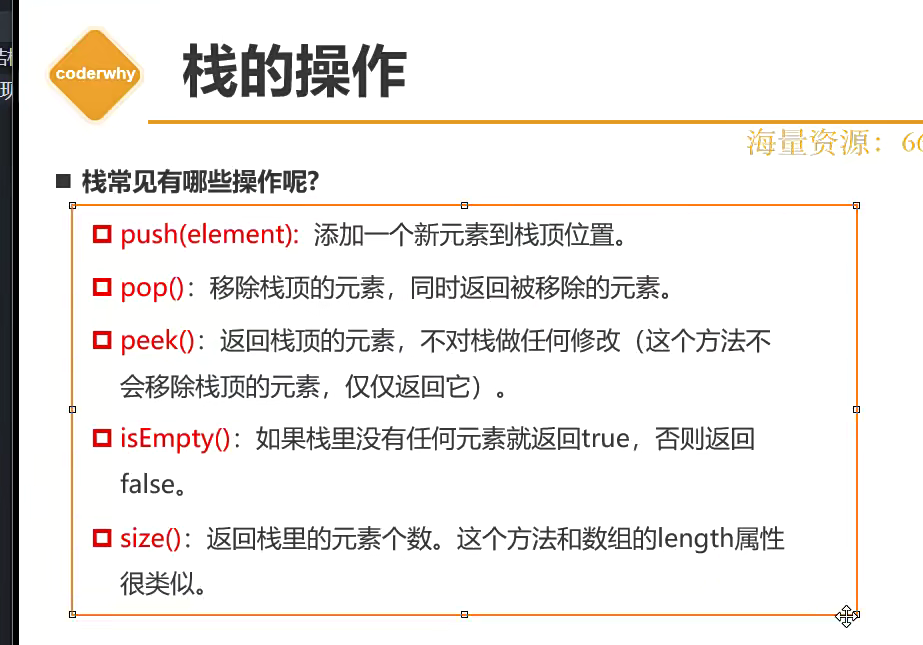 coderwhy
栈的操作
海量资源：
栈常见有哪些操作呢?
push(element): 添加一个新元素到栈顶位置。
pop()：移除栈顶的元素，同时返回被移除的元素。
peek()：返回栈顶的元素，不对栈做任何修改（这个方法不
会移除栈顶的元素，仅仅返回它）。
isEmpty()：如果栈里没有任何元素就返回true，否则返回
false。
size()：返回栈里的元素个数。这个方法和数组的length属性
很类似。